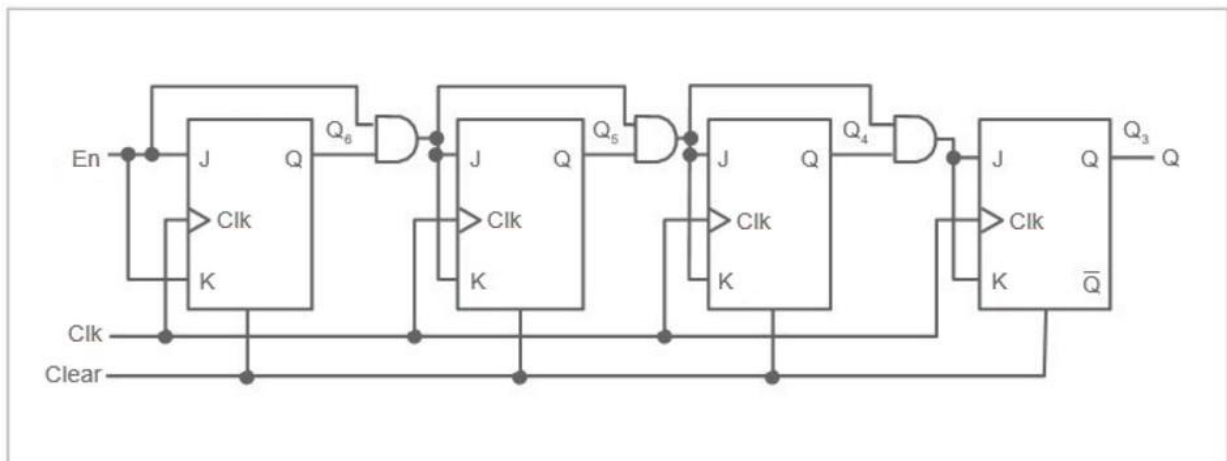 Q₆ Q₅ Q₄ Q₃
En J Q J Q J Q J Q Q
Clk Clk Clk Clk
K K K K Q̅
Clk
Clear